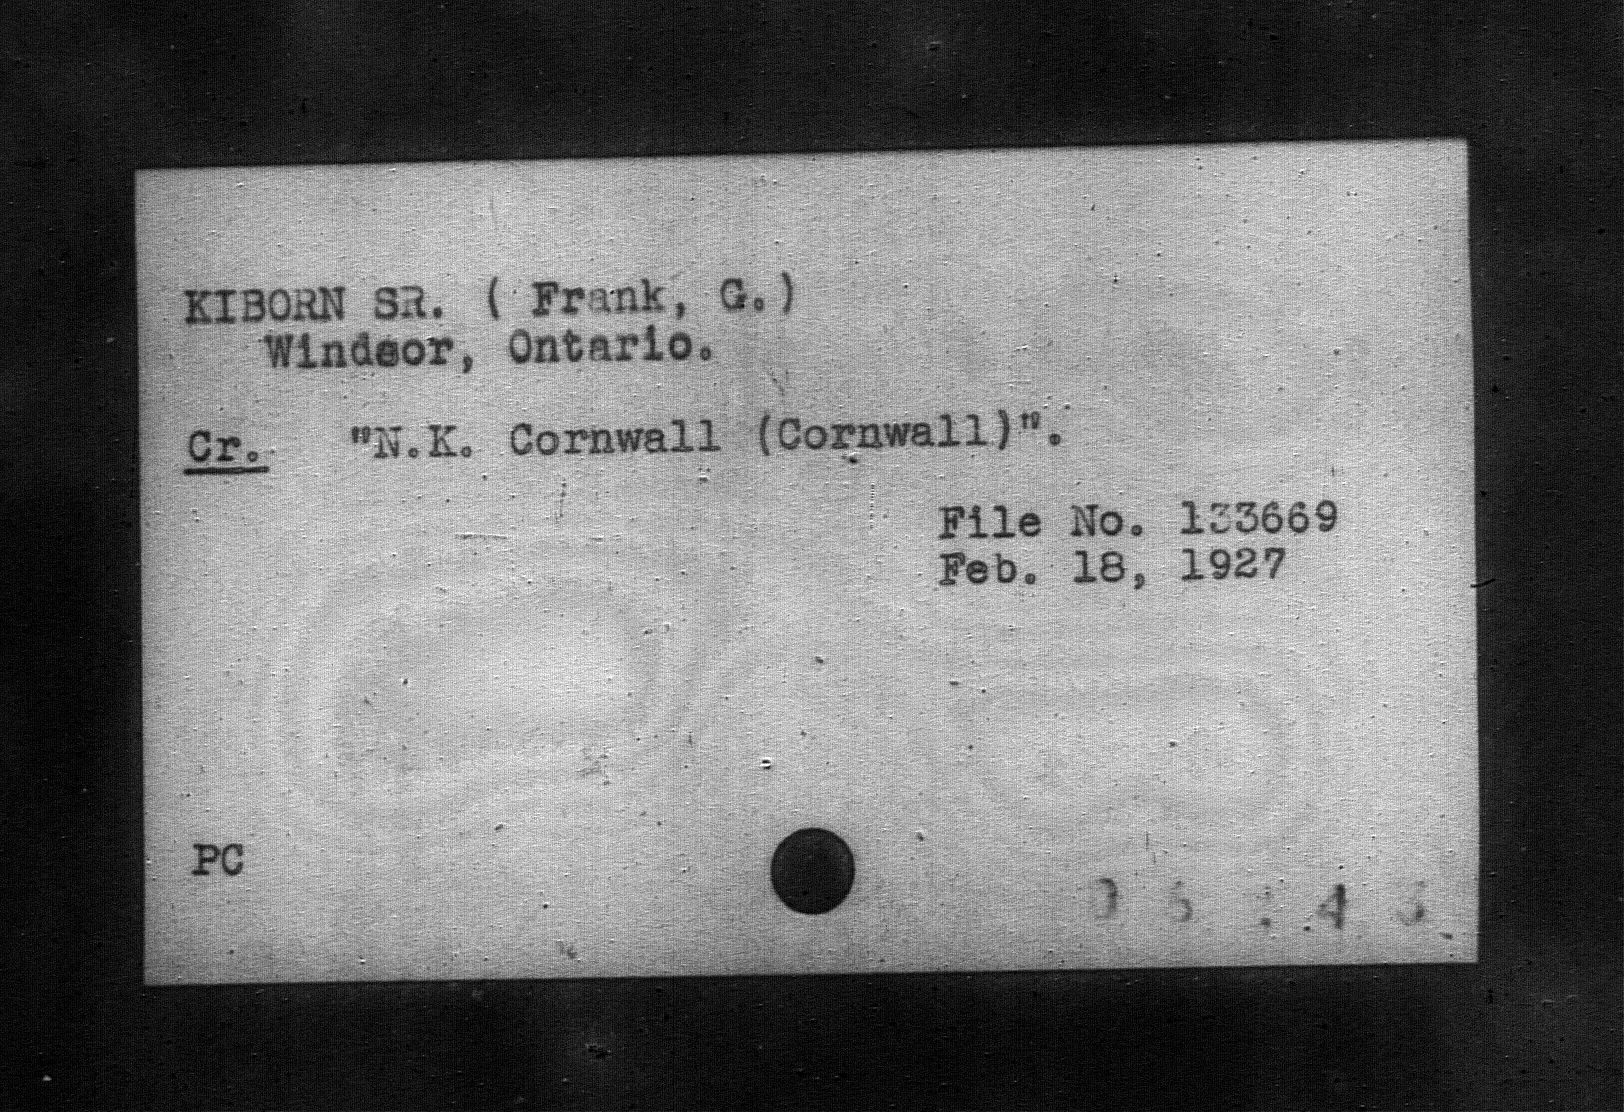 KIBORN SR. ( Frank, G.)
Windsor, Ontario.
Cr. "N.K. Cornwall (Cornwall)".
File No. 133669
Feb. 18, 1927
PC